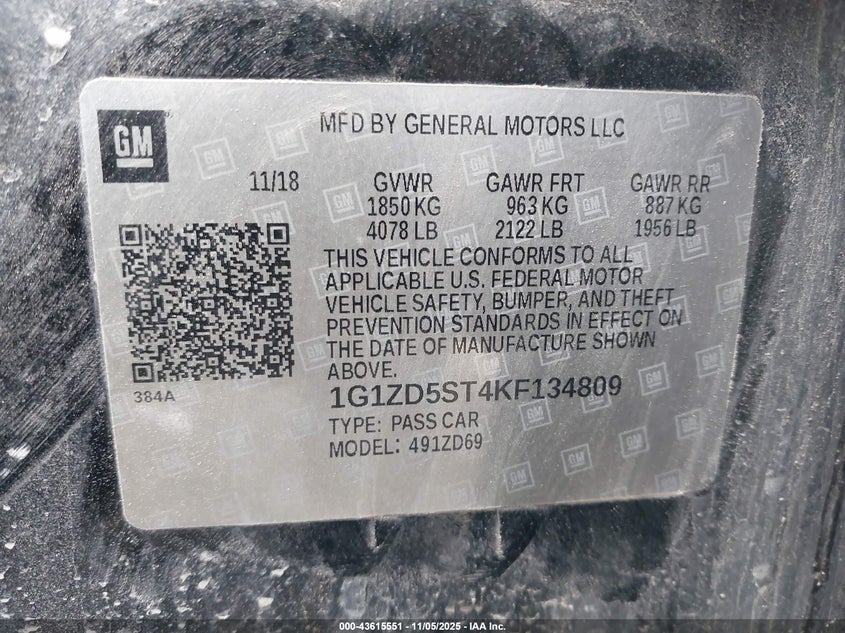 GM
MFD BY GENERAL MOTORS LLC
11/18 GVWR GAWR FRT GAWR RR
1850 KG 963 KG 887 KG
4078 LB 2122 LB 1956 LB
THIS VEHICLE CONFORMS TO ALL
APPLICABLE U.S. FEDERAL MOTOR
VEHICLE SAFETY, BUMPER, AND THEFT
PREVENTION STANDARDS IN EFFECT ON
THE DATE OF MANUFACTURE SHOWN
ABOVE.
384A
1G1ZD5ST4KF134809
TYPE: PASS CAR
MODEL: 491ZD69
000-43615551 - 11/05/2025 - IAA Inc.